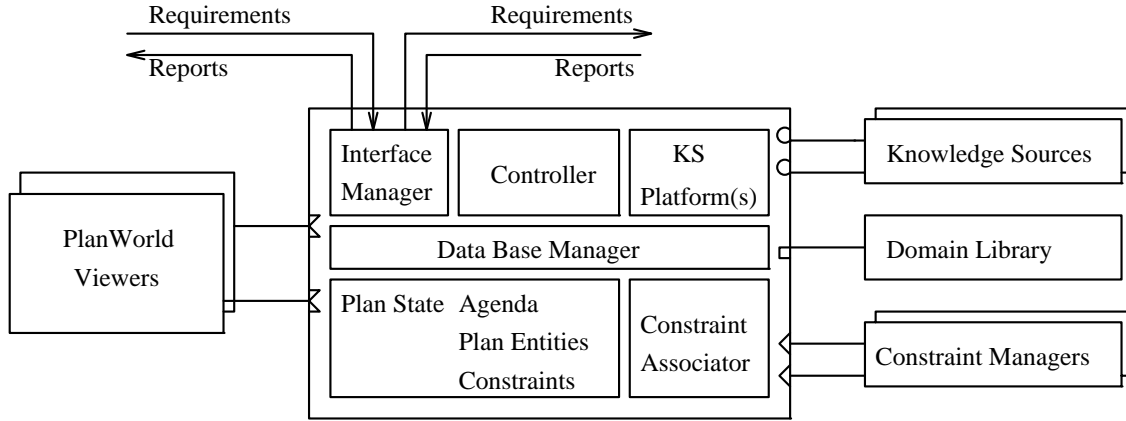 Requirements
Requirements
Reports
Reports
Interface
Manager
Controller
KS
Platform(s)
Knowledge Sources
PlanWorld
Viewers
Data Base Manager
Domain Library
Plan State
Agenda
Plan Entities
Constraints
Constraint
Associator
Constraint Managers